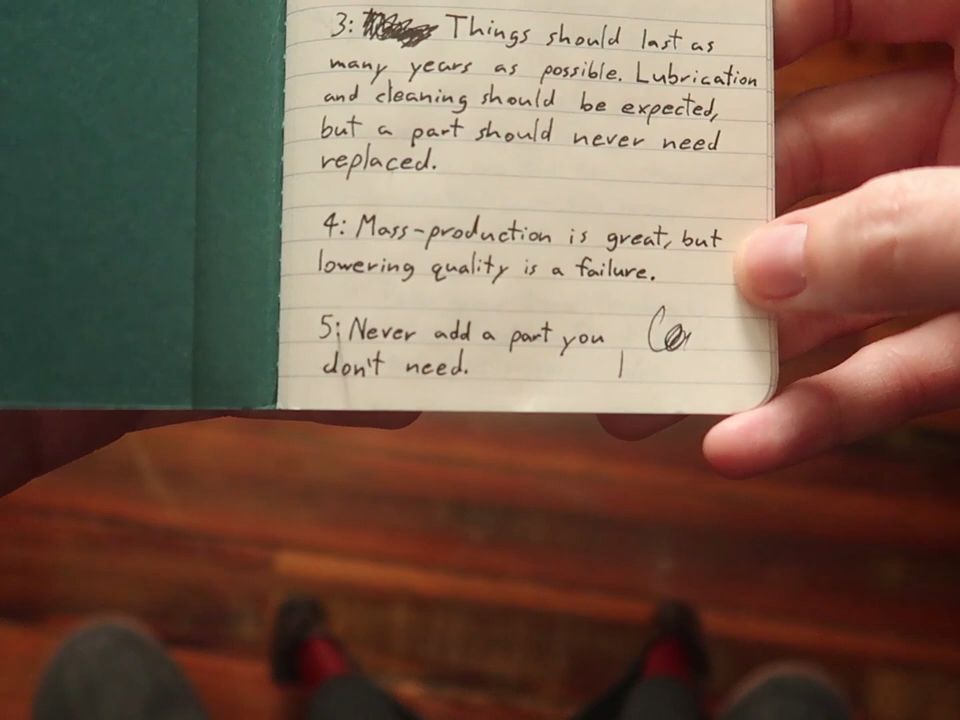 3: Things should last as
many years as possible. Lubrication
and cleaning should be expected,
but a part should never need
replaced.
4: Mass-production is great, but
lowering quality is a failure.
5: Never add a part you
don't need.